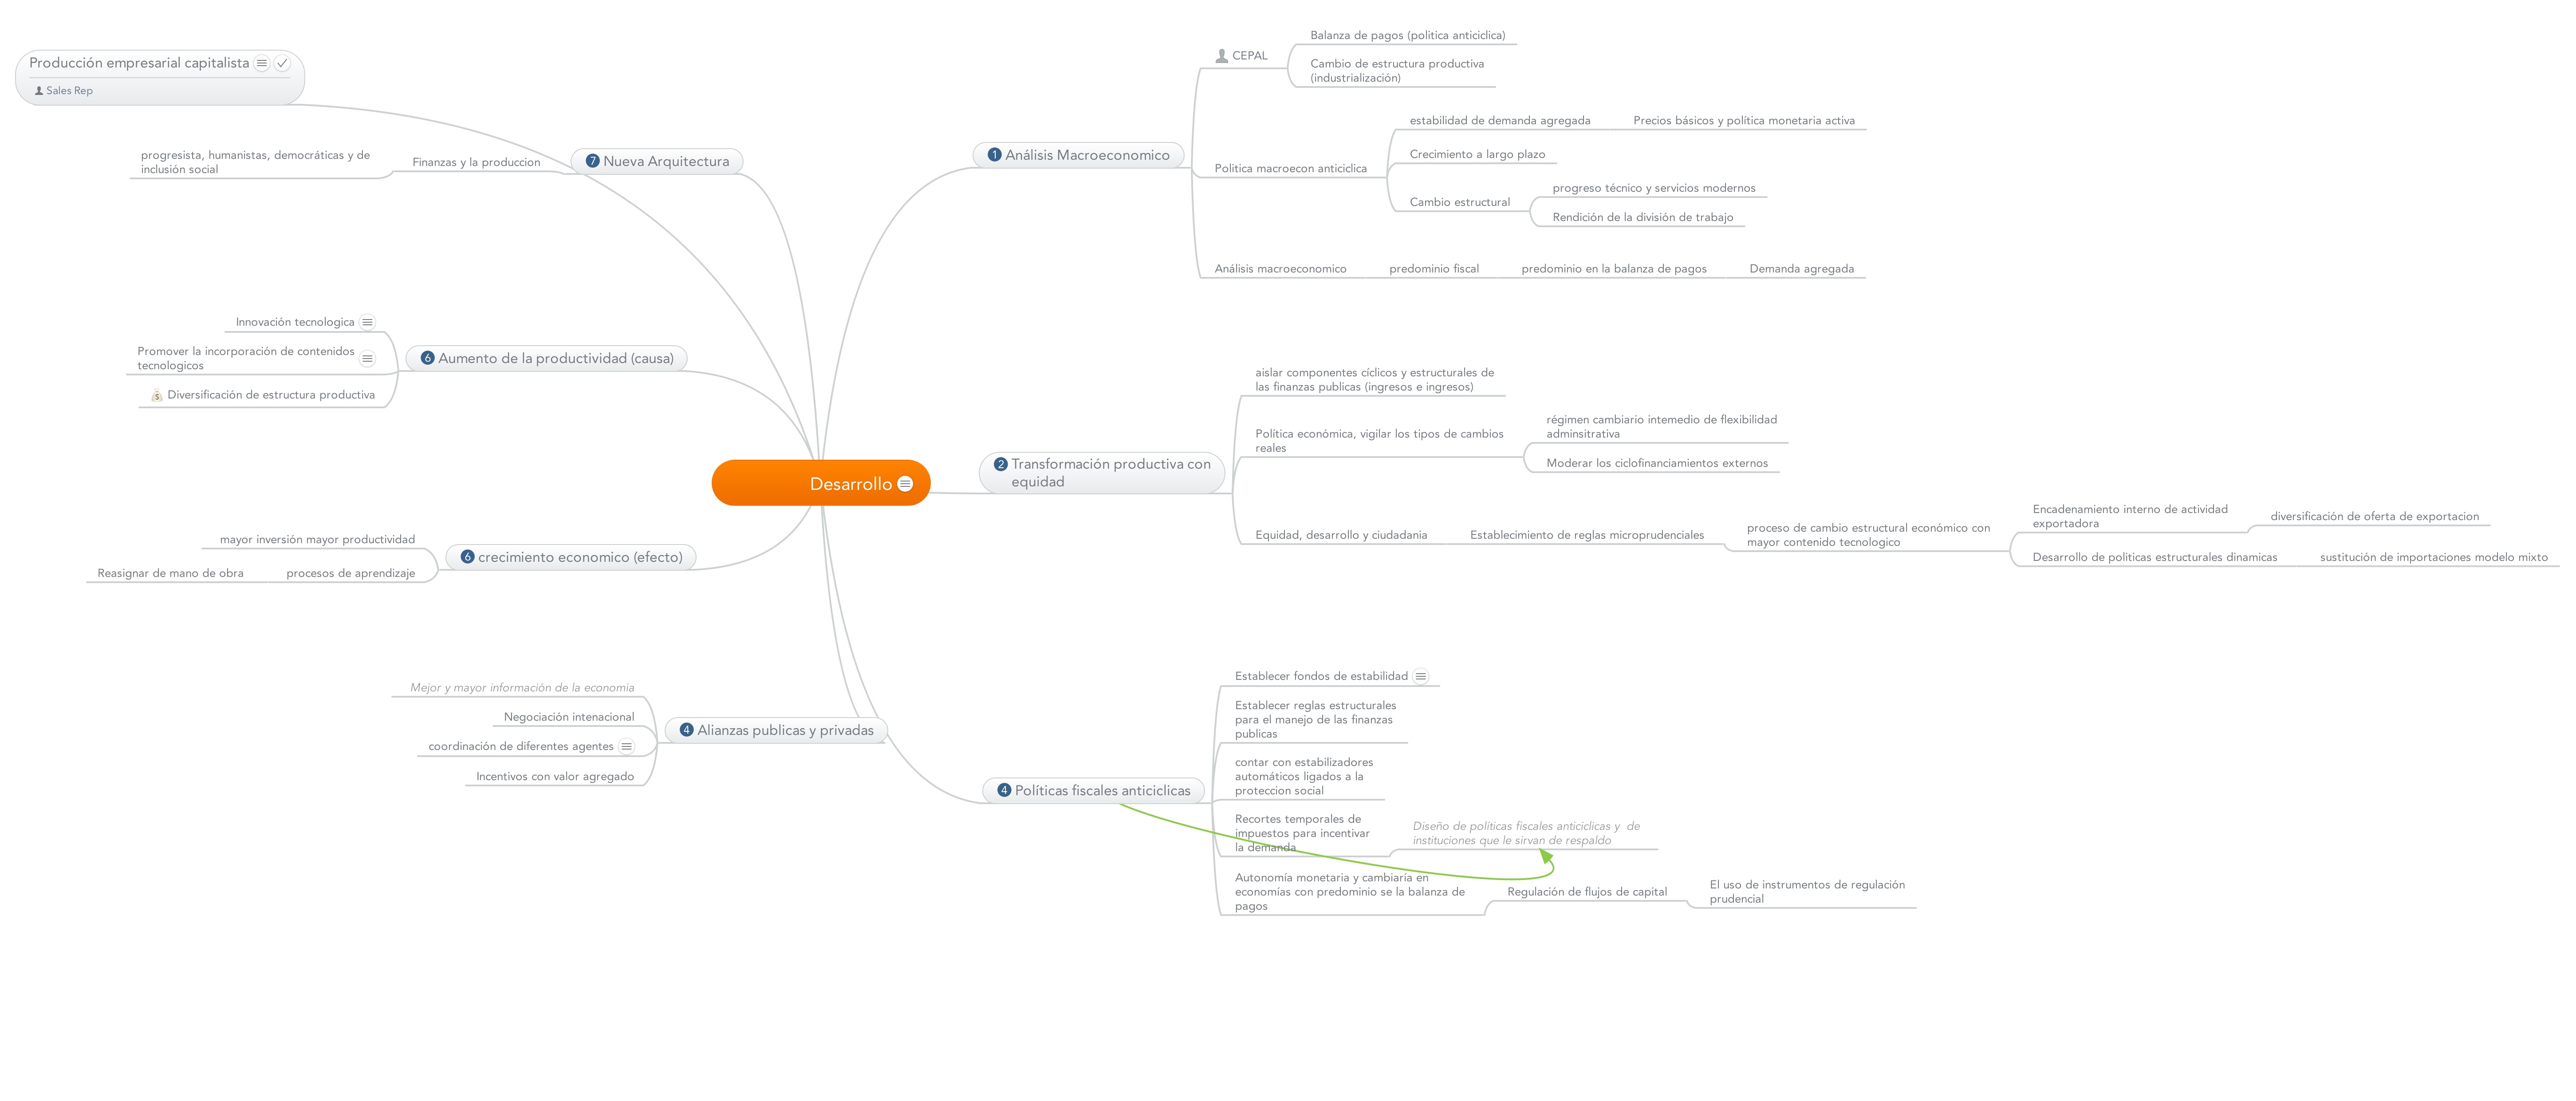 Desarrollo
1 Análisis Macroeconomico
CEPAL
Balanza de pagos (politica anticiclica)
Cambio de estructura productiva
(industrialización)
Politica macroecon anticiclica
estabilidad de demanda agregada
Precios básicos y política monetaria activa
Crecimiento a largo plazo
Cambio estructural
progreso técnico y servicios modernos
Rendición de la división de trabajo
Análisis macroeconomico
predominio fiscal
predominio en la balanza de pagos
Demanda agregada
2 Transformación productiva con
equidad
aislar componentes cíclicos y estructurales de
las finanzas publicas (ingresos e ingresos)
Política económica, vigilar los tipos de cambios
reales
régimen cambiario intemedio de flexibilidad
adminsitrativa
Moderar los ciclofinanciamientos externos
Equidad, desarrollo y ciudadania
Establecimiento de reglas microprudenciales
proceso de cambio estructural económico con
mayor contenido tecnologico
Encadenamiento interno de actividad
exportadora
diversificación de oferta de exportacion
Desarrollo de politicas estructurales dinamicas
sustitución de importaciones modelo mixto
4 Políticas fiscales anticiclicas
Establecer fondos de estabilidad
Establecer reglas estructurales
para el manejo de las finanzas
publicas
contar con estabilizadores
automáticos ligados a la
proteccion social
Recortes temporales de
impuestos para incentivar
la demanda
Diseño de políticas fiscales anticiclicas y  de
instituciones que le sirvan de respaldo
Autonomía monetaria y cambiaría en
economías con predominio se la balanza de
pagos
Regulación de flujos de capital
El uso de instrumentos de regulación
prudencial
4 Alianzas publicas y privadas
Mejor y mayor información de la economia
Negociación intenacional
coordinación de diferentes agentes
Incentivos con valor agregado
6 crecimiento economico (efecto)
mayor inversión mayor productividad
procesos de aprendizaje
Reasignar de mano de obra
6 Aumento de la productividad (causa)
Innovación tecnologica
Promover la incorporación de contenidos
tecnologicos
Diversificación de estructura productiva
7 Nueva Arquitectura
Finanzas y la produccion
progresista, humanistas, democráticas y de
inclusión social
Producción empresarial capitalista
Sales Rep